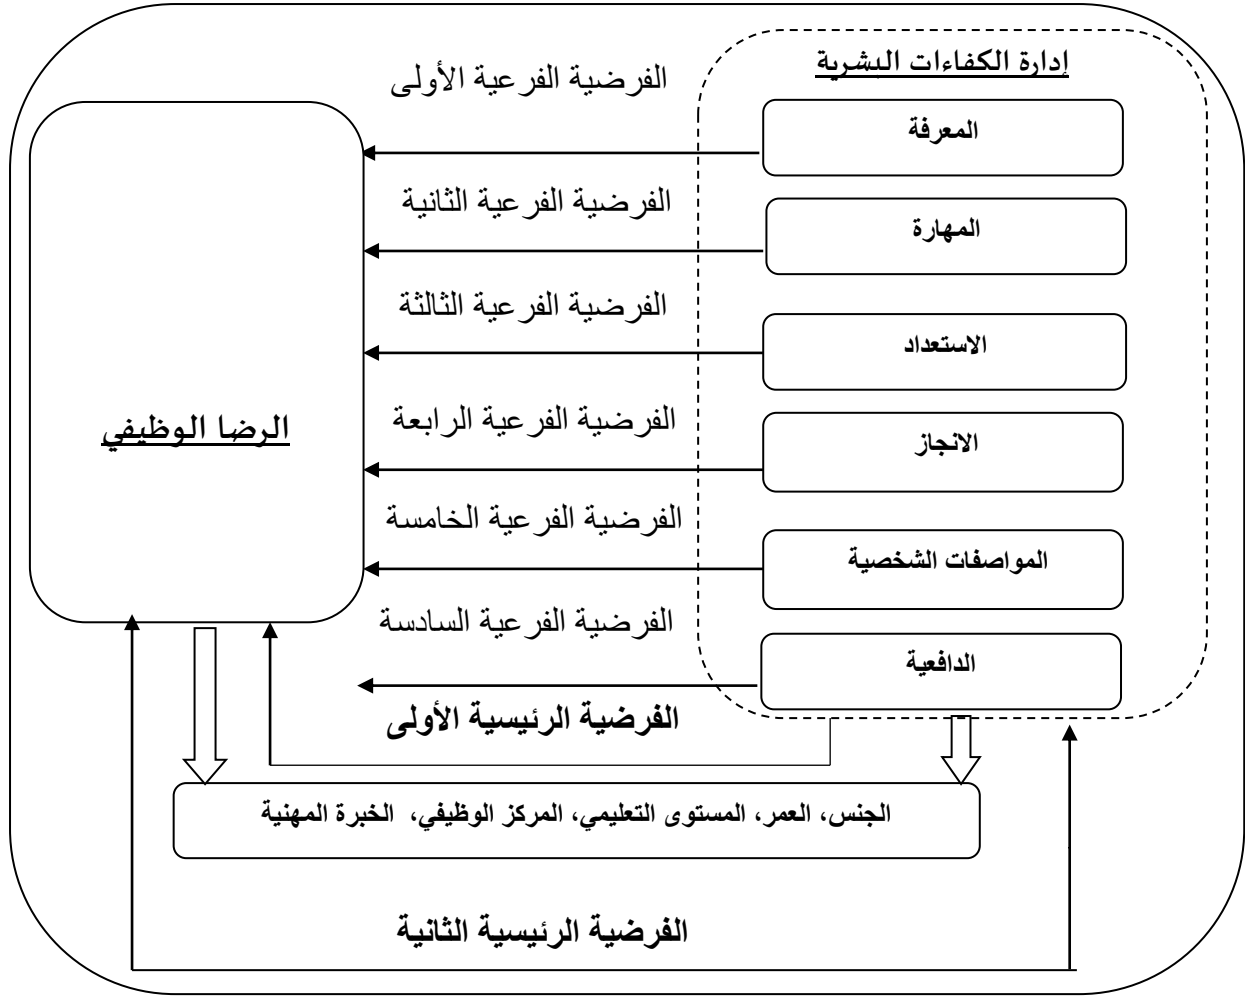 إدارة الكفاءات البشرية
الفرضية الفرعية الأولى
المعرفة
الفرضية الفرعية الثانية
المهارة
الفرضية الفرعية الثالثة
الاستعداد
الفرضية الفرعية الرابعة
الانجاز
الرضا الوظيفي
الفرضية الفرعية الخامسة
المواصفات الشخصية
الفرضية الفرعية السادسة
الدافعية
الفرضية الرئيسية الأولى
الجنس، العمر، المستوى التعليمي، المركز الوظيفي، الخبرة المهنية
الفرضية الرئيسية الثانية